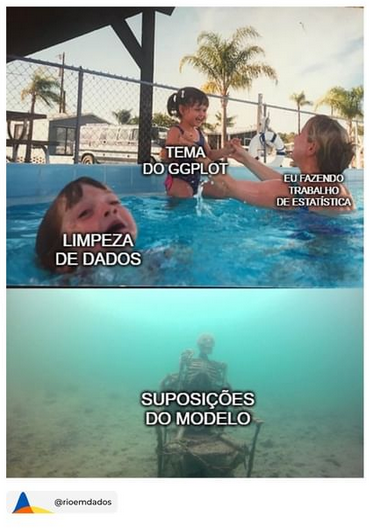 TEMA
DO GGPLOT
EU FAZENDO
TRABALHO
DE ESTATÍSTICA
LIMPEZA
DE DADOS
SUPOSIÇÕES
DO MODELO
@rioemdados